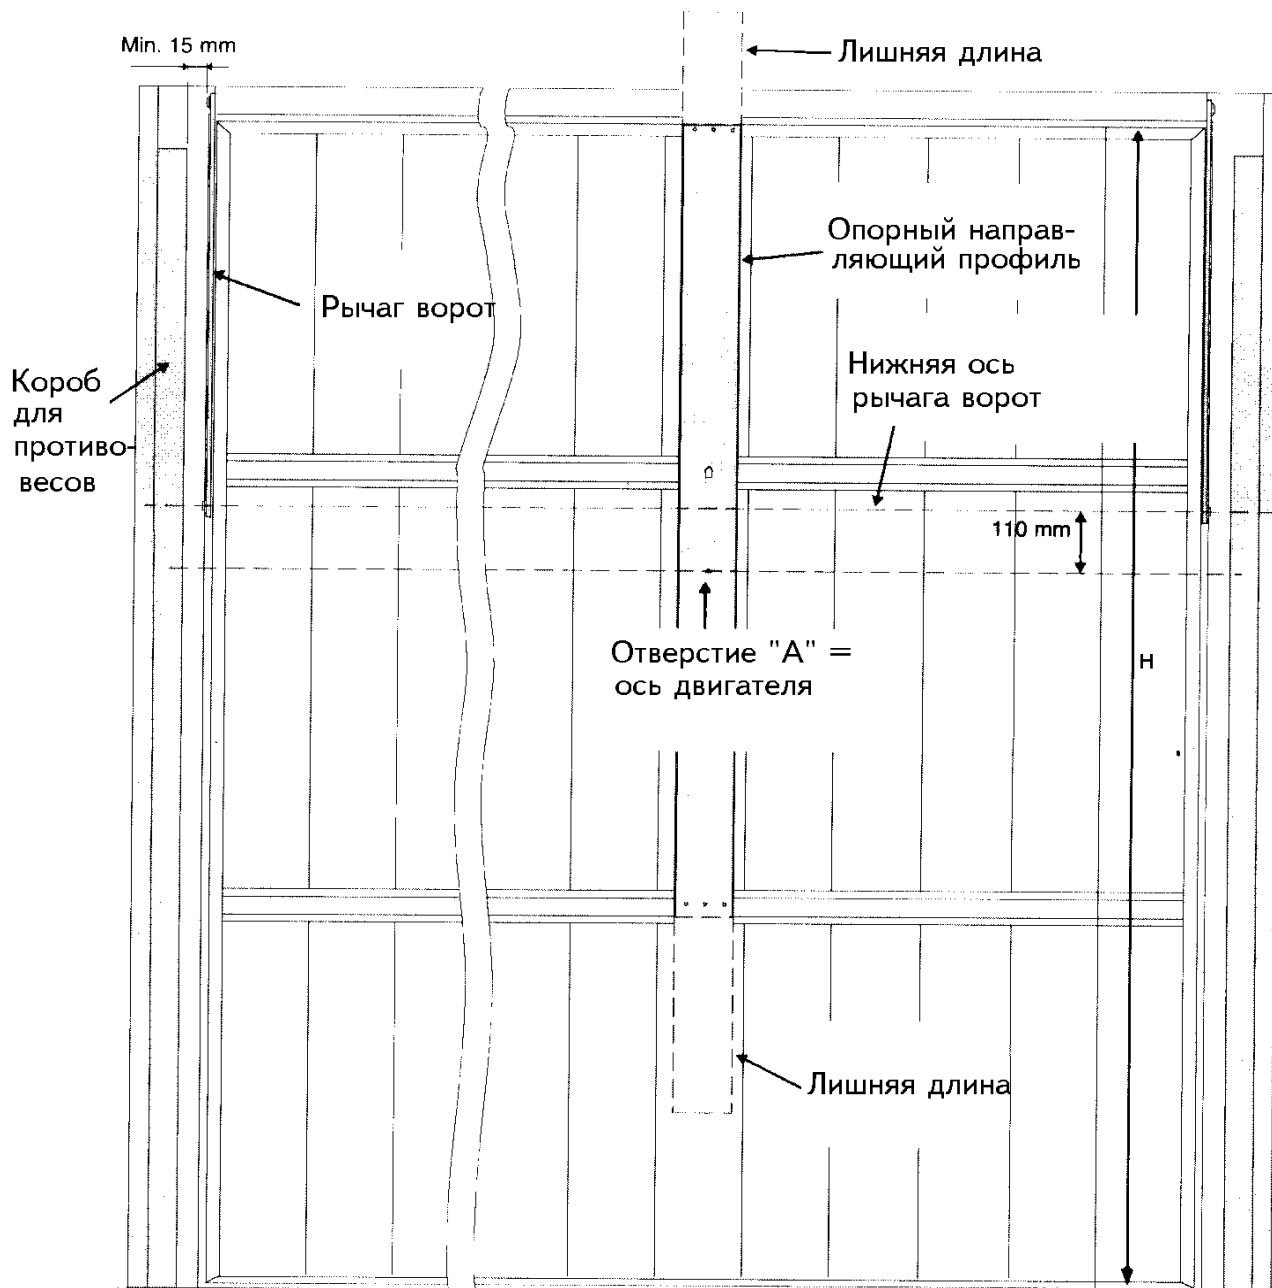 Min. 15 mm
Лишняя длина
Опорный направ-
ляющий профиль
Рычаг ворот
Нижняя ось
рычага ворот
Короб
для
противо-
весов
110 mm
Отверстие "А" =
ось двигателя
H
Лишняя длина